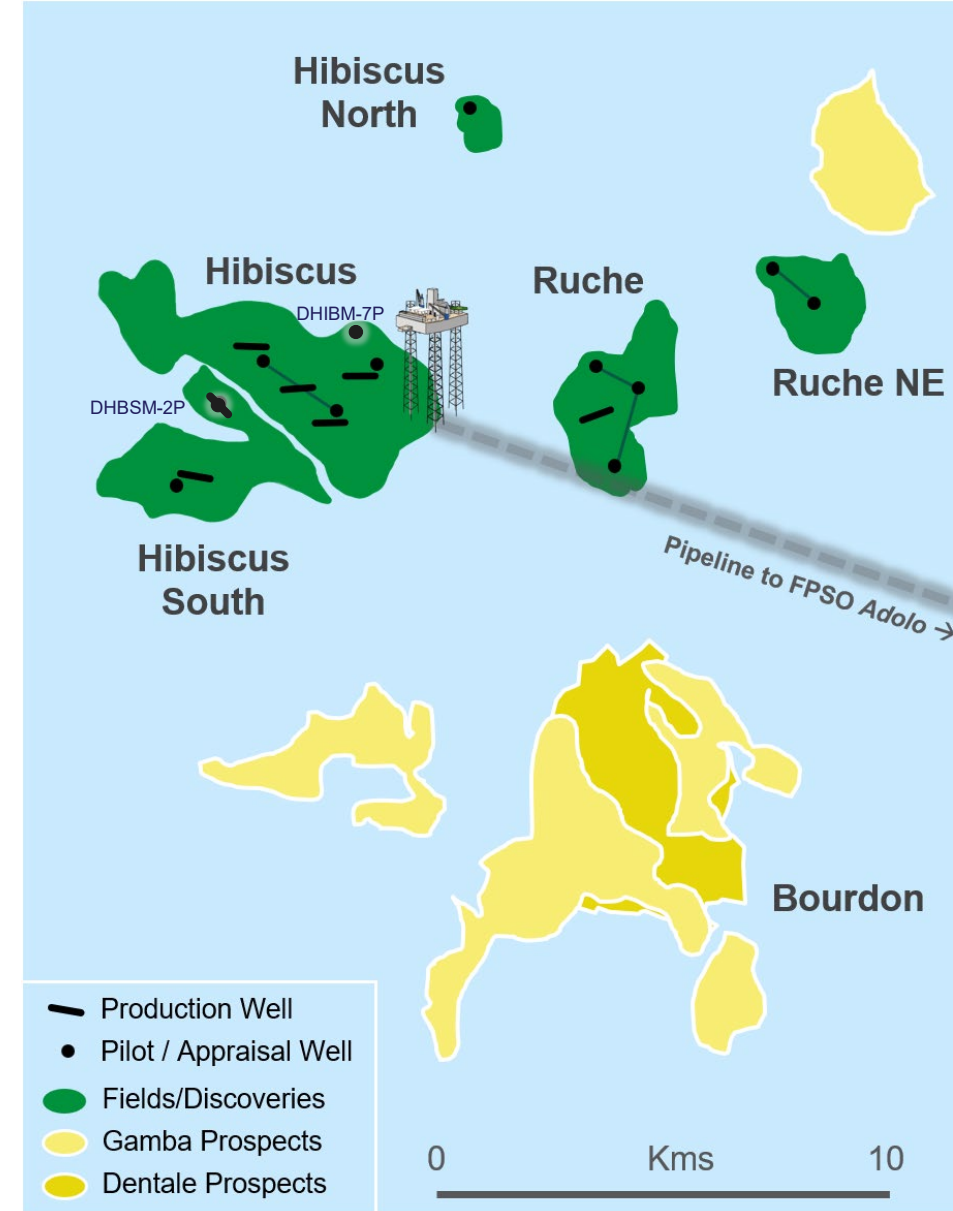 Hibiscus
North
Hibiscus
Ruche
DHIBM-7P
Ruche NE
DHBSM-2P
Hibiscus
South
Pipeline to FPSO Adolo →
Bourdon
Production Well
Pilot / Appraisal Well
Fields/Discoveries
Gamba Prospects
Dentale Prospects
0 Kms 10